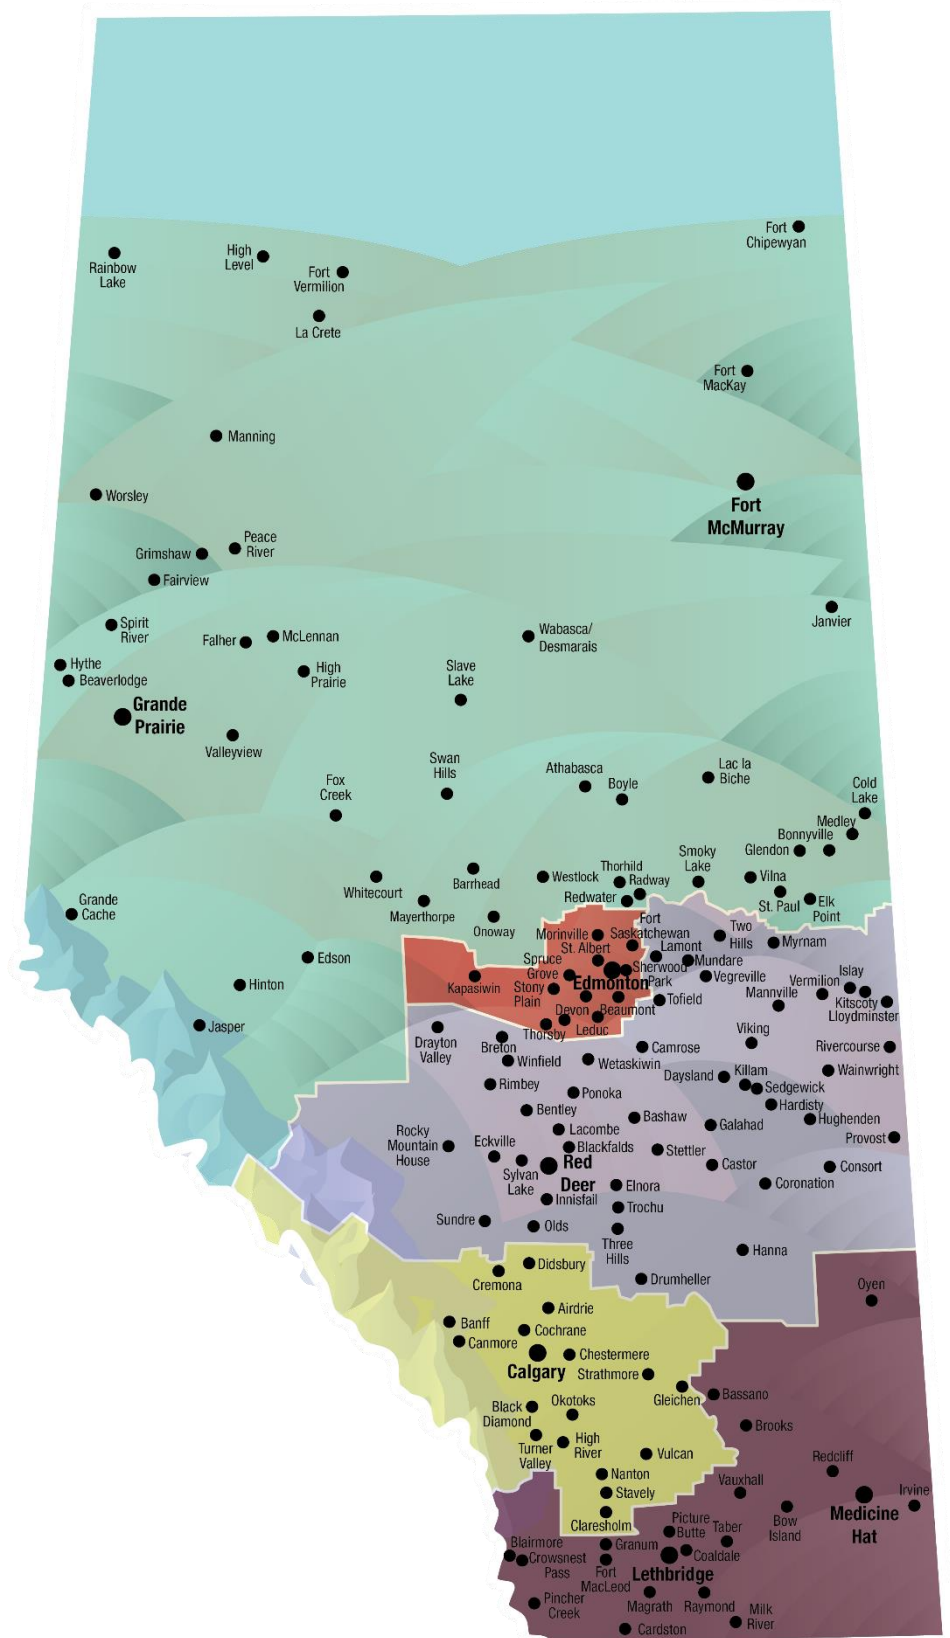 Fort
Chipewyan
Rainbow
Lake
High
Level
Fort
Vermilion
La Crete
Fort
MacKay
Manning
Worsley
Fort
McMurray
Peace
River
Grimshaw
Fairview
Janvier
Spirit
River
Falher
McLennan
Wabasca/
Desmarais
Hythe
Beaverlodge
High
Prairie
Slave
Lake
Grande
Prairie
Valleyview
Swan
Hills
Athabasca
Boyle
Lac la
Biche
Fox
Creek
Cold
Lake
Medley
Bonnyville
Glendon
Smoky
Lake
Thorhild
Radway
Redwater
Westlock
Barrhead
Whitecourt
Mayerthorpe
Onoway
Vilna
St. Paul
Elk
Point
Grande
Cache
Edson
Hinton
Jasper
Fort
Saskatchewan
Morinville
St. Albert
Lamont
Two
Hills
Myrnam
Mundare
Spruce
Grove
Sherwood
Park
Vegreville
Kapasiwin
Stony
Plain
Edmonton
Devon
Beaumont
Tofield
Mannville
Vermilion
Islay
Kitscoty
Lloydminster
Thorsby
Leduc
Drayton
Valley
Breton
Winfield
Wetaskiwin
Camrose
Viking
Rivercourse
Wainwright
Daysland
Killam
Sedgewick
Hardisty
Hughenden
Provost
Rimbey
Ponoka
Bentley
Lacombe
Blackfalds
Bashaw
Galahad
Rocky
Mountain
House
Eckville
Sylvan
Lake
Red
Deer
Stettler
Castor
Consort
Coronation
Innisfail
Elnora
Trochu
Sundre
Olds
Three
Hills
Hanna
Didsbury
Cremona
Drumheller
Oyen
Airdrie
Banff
Canmore
Cochrane
Calgary
Chestermere
Strathmore
Gleichen
Bassano
Black
Diamond
Okotoks
Brooks
Turner
Valley
High
River
Vulcan
Redcliff
Nanton
Stavely
Vauxhall
Irvine
Medicine
Hat
Claresholm
Bow
Island
Picture
Butte
Taber
Blairmore
Crowsnest
Pass
Granum
Fort
MacLeod
Coaldale
Lethbridge
Pincher
Creek
Magrath
Raymond
Milk
River
Cardston